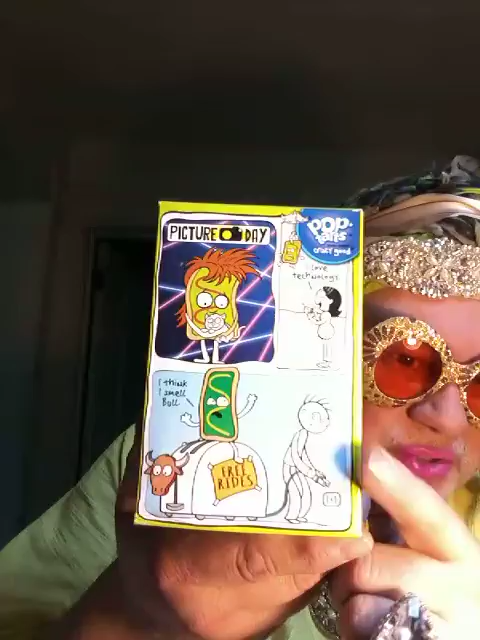 PICTURE DAY
POP.
tarts
crazy good
I love
technology
I think
I smell
Bull
FREE
RIDES